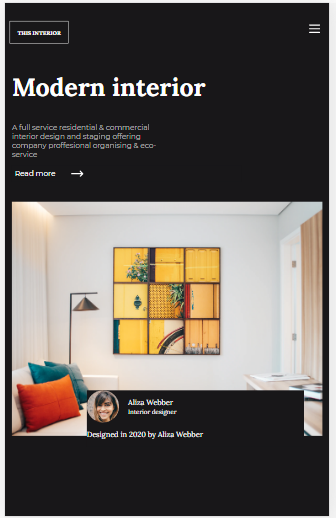 THIS INTERIOR
Modern interior
A full service residential & commercial
interior design and staging offering
company proffesional organising & eco-
service
Read more
Aliza Webber
Interior designer
Designed in 2020 by Aliza Webber